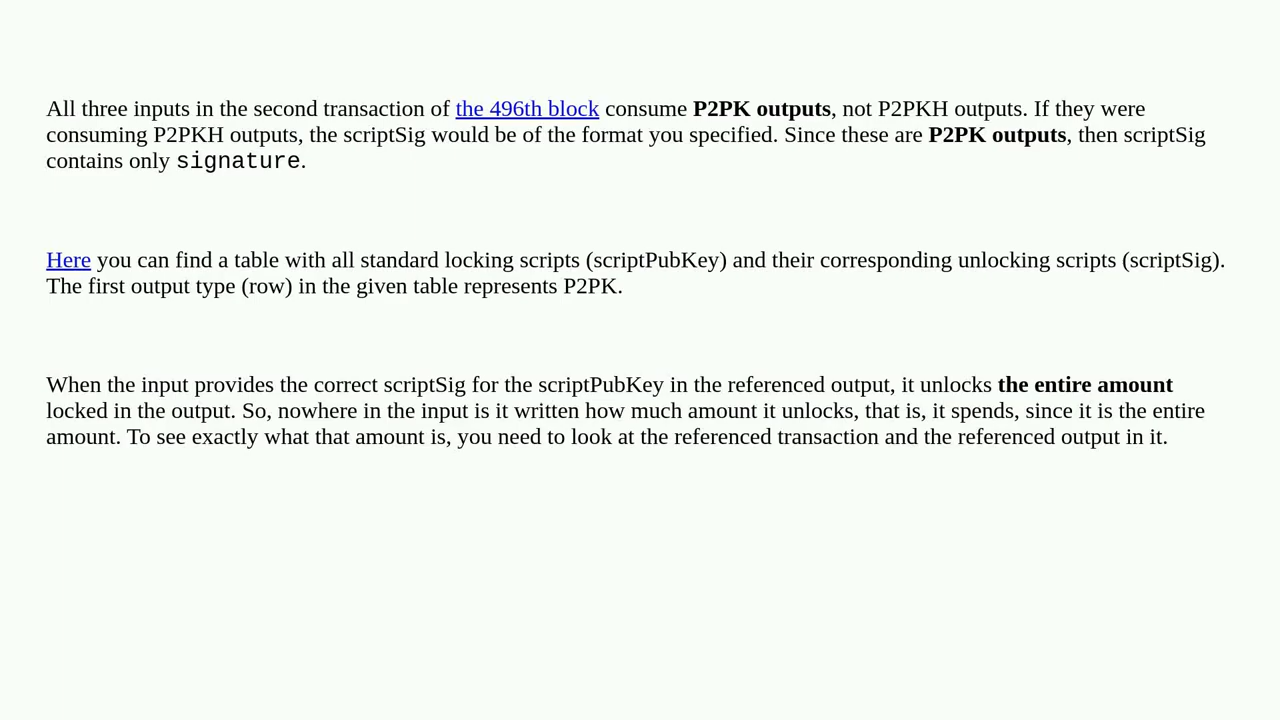 All three inputs in the second transaction of the 496th block consume P2PK outputs, not P2PKH outputs. If they were
consuming P2PKH outputs, the scriptSig would be of the format you specified. Since these are P2PK outputs, then scriptSig
contains only signature.
Here you can find a table with all standard locking scripts (scriptPubKey) and their corresponding unlocking scripts (scriptSig).
The first output type (row) in the given table represents P2PK.
When the input provides the correct scriptSig for the scriptPubKey in the referenced output, it unlocks the entire amount
locked in the output. So, nowhere in the input is it written how much amount it unlocks, that is, it spends, since it is the entire
amount. To see exactly what that amount is, you need to look at the referenced transaction and the referenced output in it.